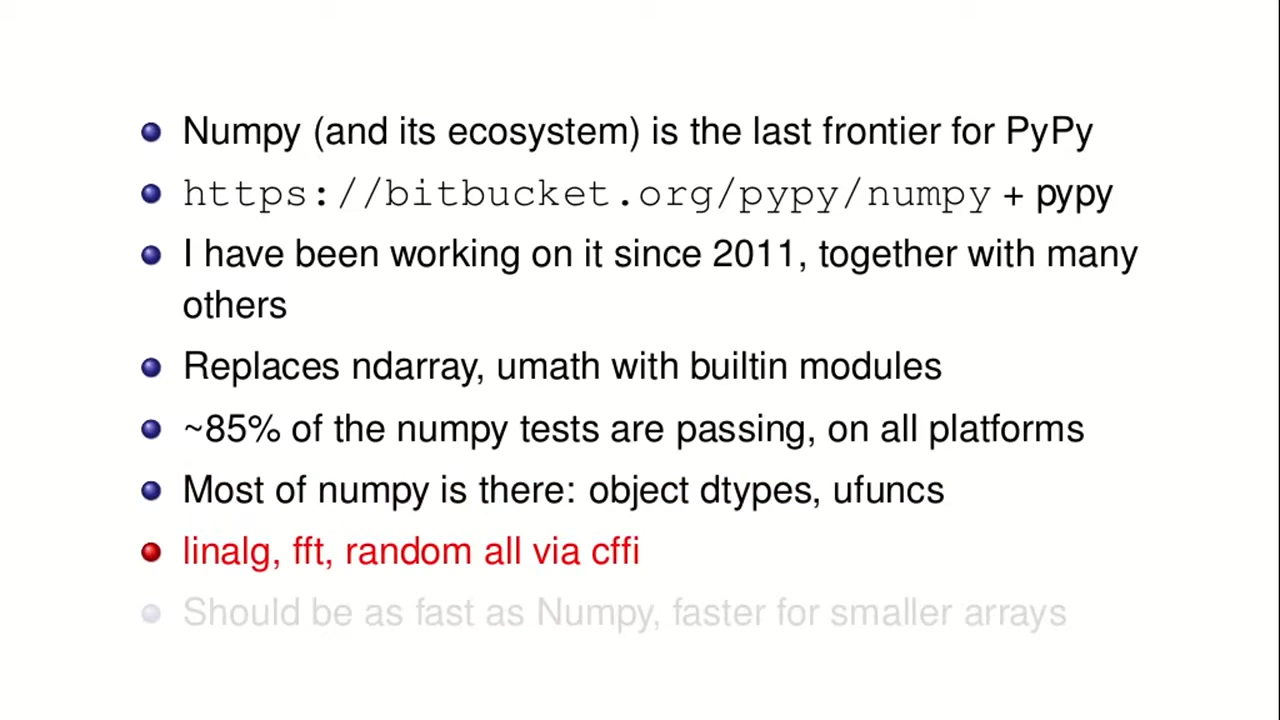 Numpy (and its ecosystem) is the last frontier for PyPy
https://bitbucket.org/pypy/numpy + pypy
I have been working on it since 2011, together with many
others
Replaces ndarray, umath with builtin modules
~85% of the numpy tests are passing, on all platforms
Most of numpy is there: object dtypes, ufuncs
linalg, fft, random all via cffi
Should be as fast as Numpy, faster for smaller arrays